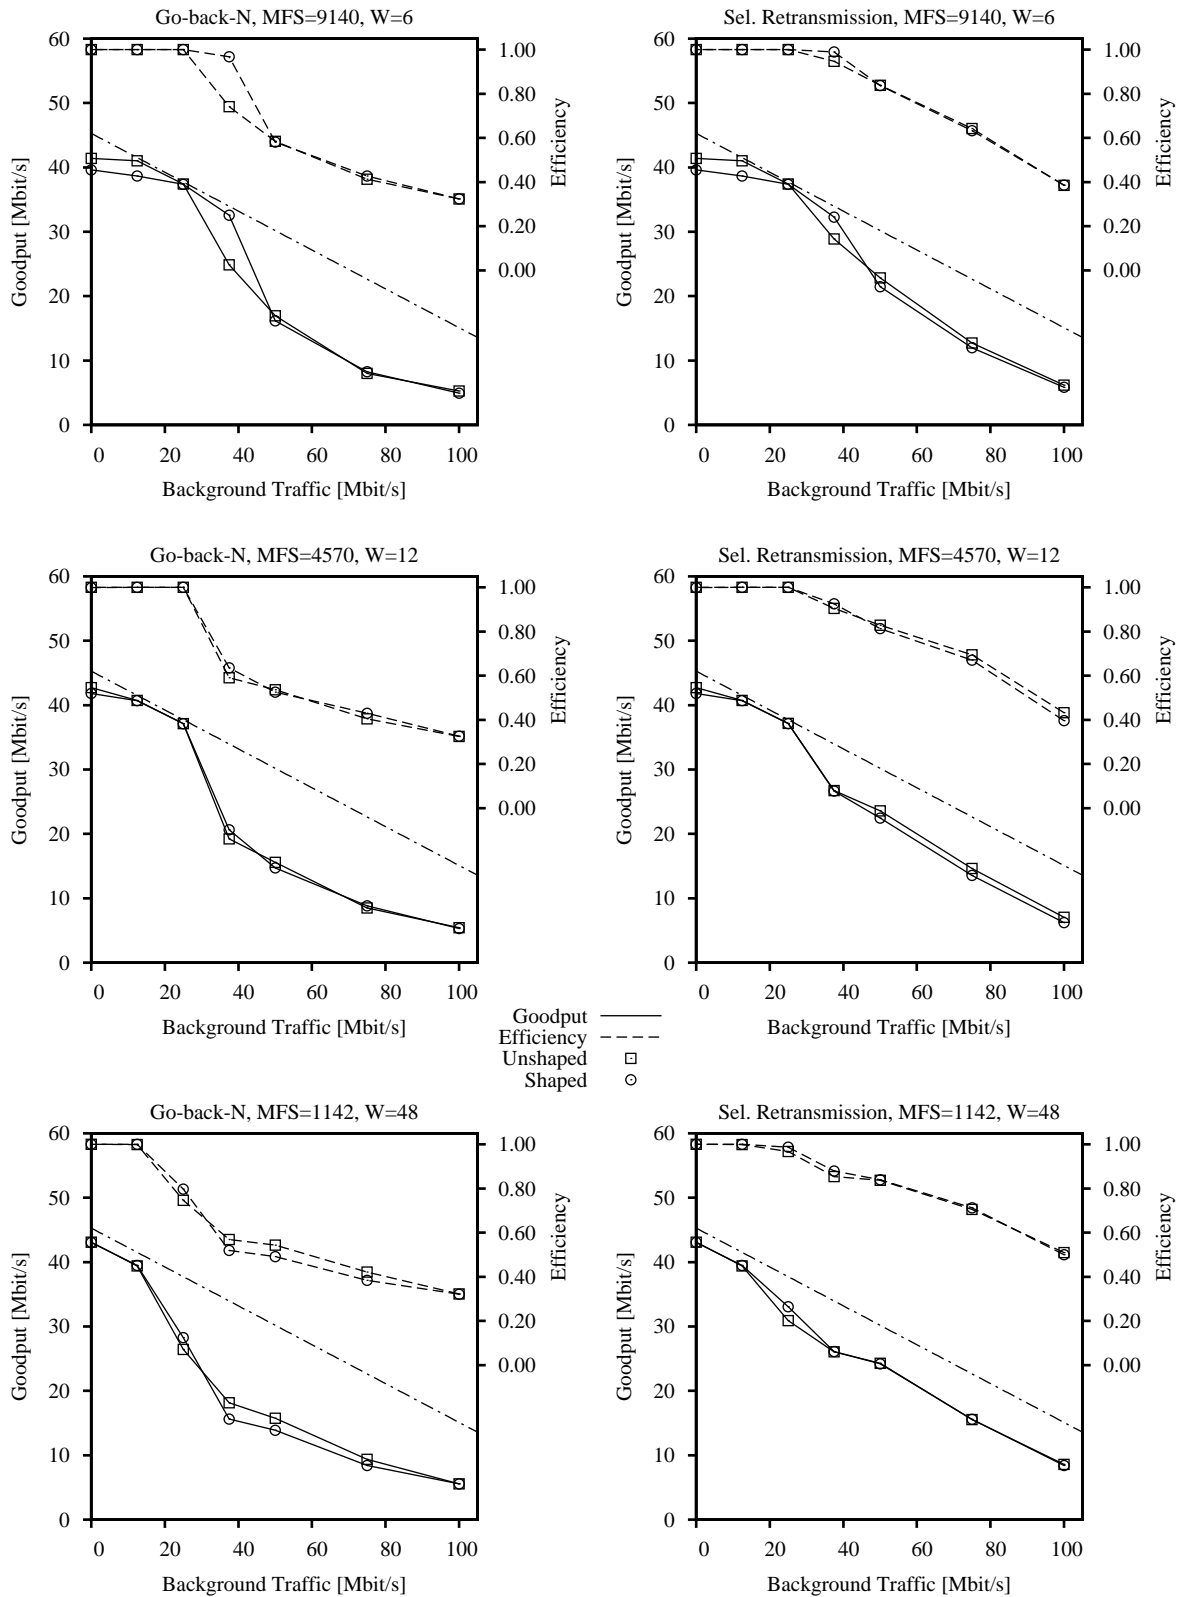 Go-back-N, MFS=9140, W=6
60
50
40
30
20
10
0
Goodput [Mbit/s]
1.00
0.80
0.60
0.40
0.20
0.00
Efficiency
0 20 40 60 80 100
Background Traffic [Mbit/s]
Sel. Retransmission, MFS=9140, W=6
60
50
40
30
20
10
0
Goodput [Mbit/s]
1.00
0.80
0.60
0.40
0.20
0.00
Efficiency
0 20 40 60 80 100
Background Traffic [Mbit/s]
Go-back-N, MFS=4570, W=12
60
50
40
30
20
10
0
Goodput [Mbit/s]
1.00
0.80
0.60
0.40
0.20
0.00
Efficiency
0 20 40 60 80 100
Background Traffic [Mbit/s]
Sel. Retransmission, MFS=4570, W=12
60
50
40
30
20
10
0
Goodput [Mbit/s]
1.00
0.80
0.60
0.40
0.20
0.00
Efficiency
0 20 40 60 80 100
Background Traffic [Mbit/s]
Goodput
Efficiency
Unshaped
Shaped
Go-back-N, MFS=1142, W=48
60
50
40
30
20
10
0
Goodput [Mbit/s]
1.00
0.80
0.60
0.40
0.20
0.00
Efficiency
0 20 40 60 80 100
Background Traffic [Mbit/s]
Sel. Retransmission, MFS=1142, W=48
60
50
40
30
20
10
0
Goodput [Mbit/s]
1.00
0.80
0.60
0.40
0.20
0.00
Efficiency
0 20 40 60 80 100
Background Traffic [Mbit/s]